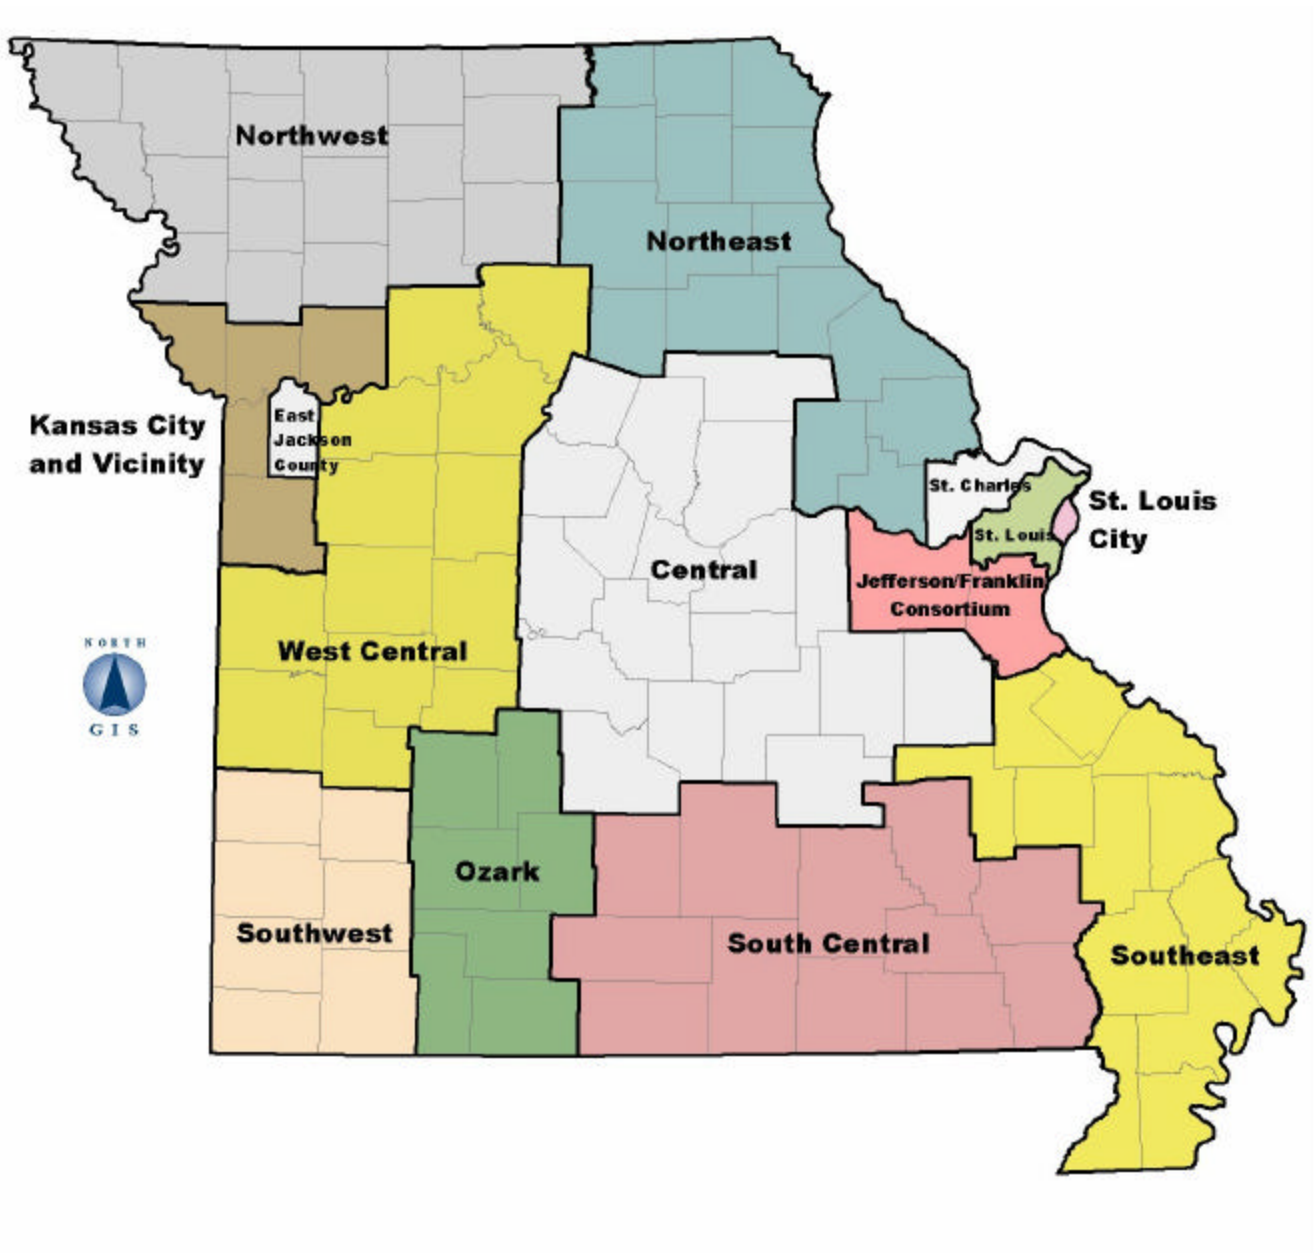 Northwest
Northeast
Kansas City
and Vicinity
East
Jackson
County
St. Charles
St. Louis
St. Louis
City
Central
Jefferson/Franklin
Consortium
West Central
NORTH
GIS
Ozark
Southwest
South Central
Southeast